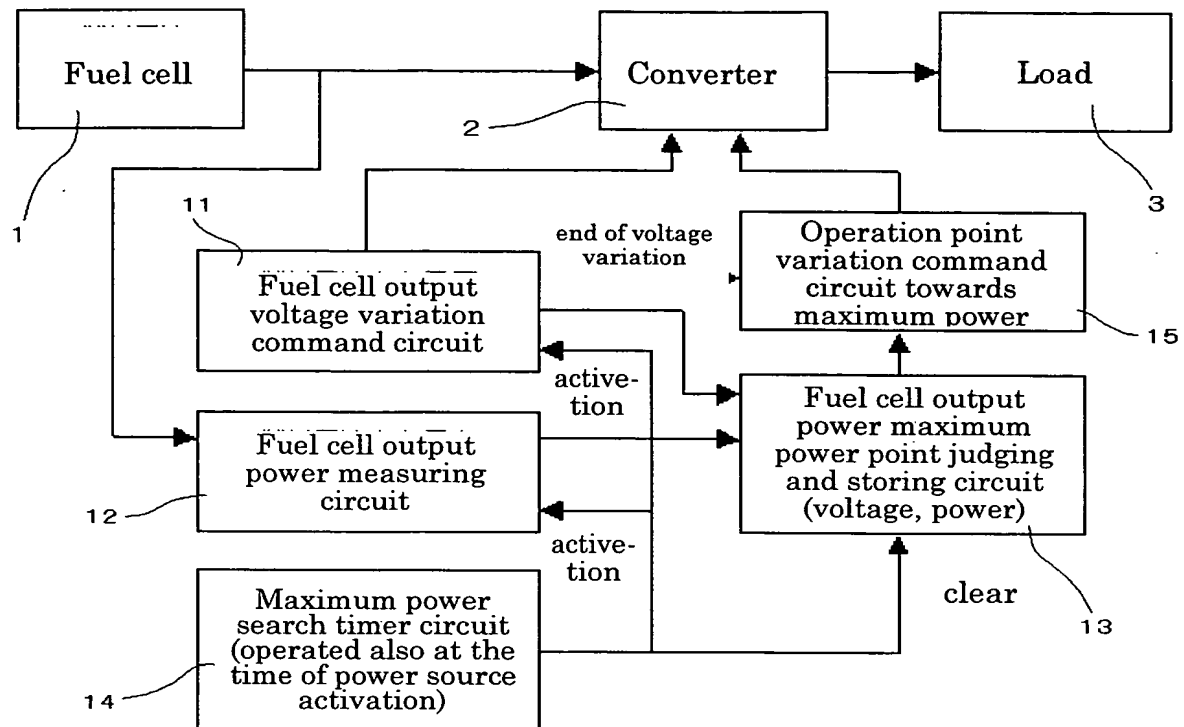 Fuel cell
Converter
Load
1
2
3
11
Fuel cell output
voltage variation
command circuit
end of voltage
variation
Operation point
variation command
circuit towards
maximum power
15
active-
tion
Fuel cell output
power measuring
circuit
12
active-
tion
Fuel cell output
power maximum
power point judging
and storing circuit
(voltage, power)
13
clear
Maximum power
search timer circuit
(operated also at the
time of power source
activation)
14